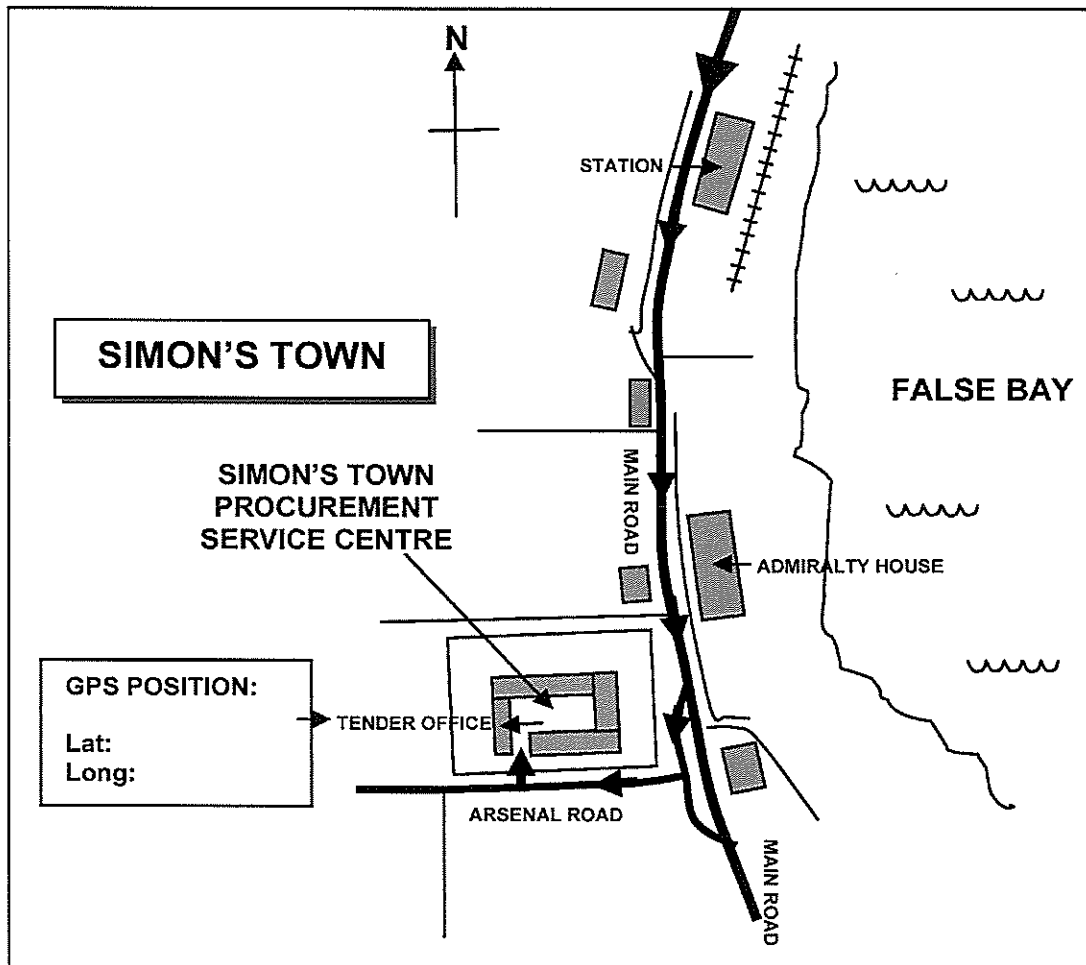 N
STATION
SIMON'S TOWN
FALSE BAY
MAIN ROAD
SIMON'S TOWN
PROCUREMENT
SERVICE CENTRE
ADMIRALTY HOUSE
GPS POSITION:
Lat:
Long:
TENDER OFFICE
ARSENAL ROAD
MAIN ROAD